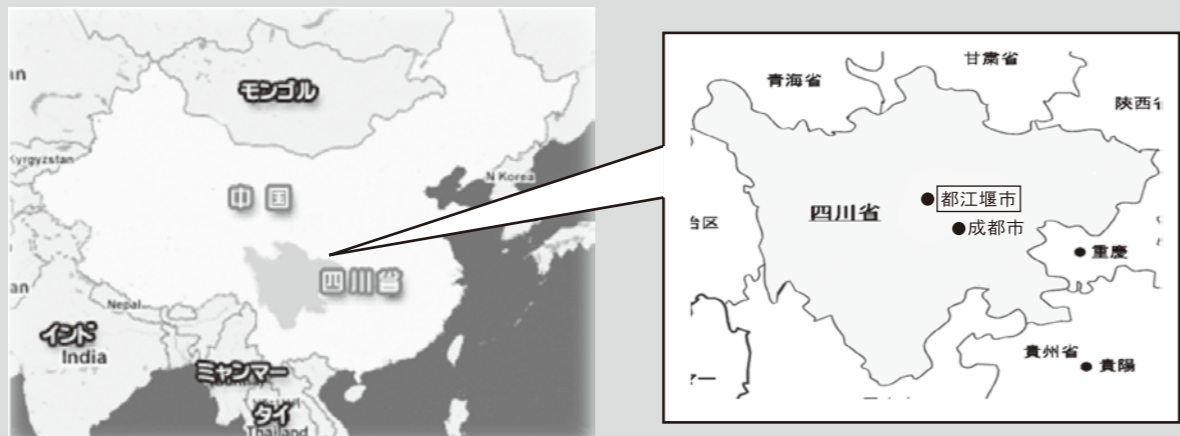 モンゴル
Kyrgyzstan
N Korea
中国
四川省
Nepal
インド
India
ミャンマー
タイ
Thailand
甘粛省
青海省
陝西省
都江堰市
四川省
成都市
治区
重慶
貴州省
貴陽